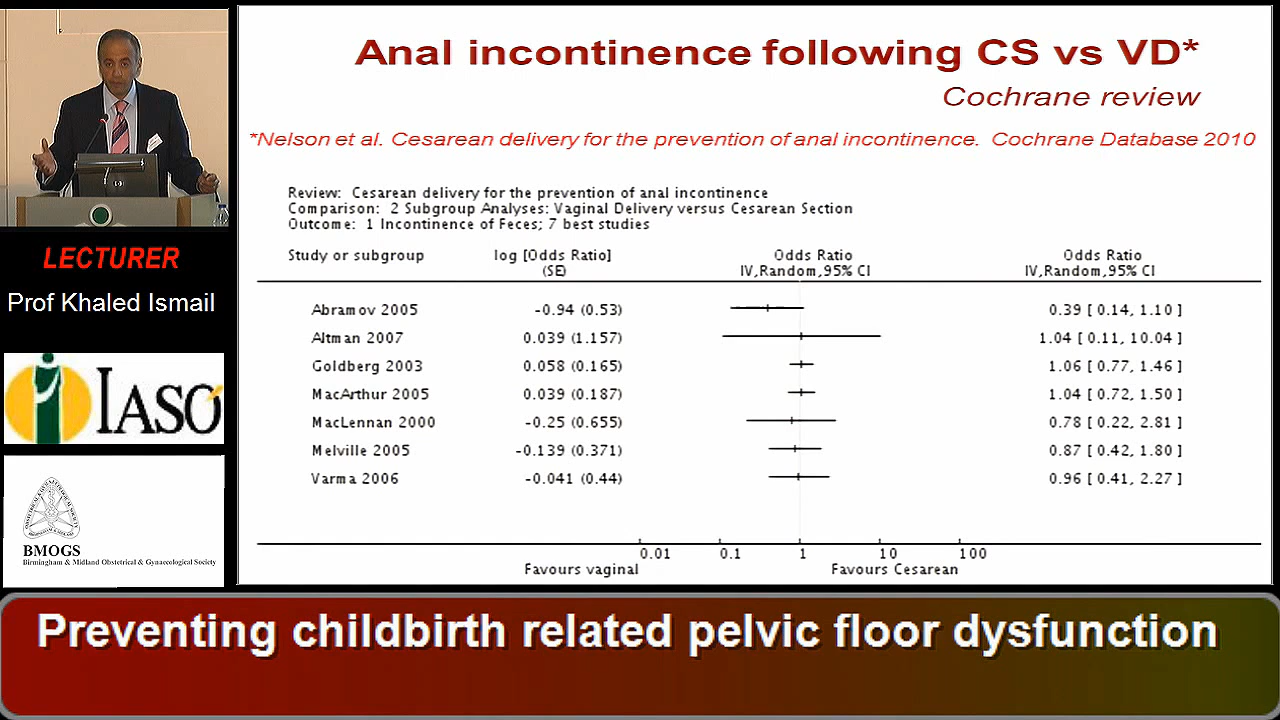 Anal incontinence following CS vs VD*
Cochrane review
*Nelson et al. Cesarean delivery for the prevention of anal incontinence. Cochrane Database 2010
Review: Cesarean delivery for the prevention of anal incontinence
Comparison: 2 Subgroup Analyses: Vaginal Delivery versus Cesarean Section
Outcome: 1 Incontinence of Feces; 7 best studies
Study or subgroup log [Odds Ratio] Odds Ratio Odds Ratio
(SE) IV,Random,95% CI IV,Random,95% CI
Abramov 2005 -0.94 (0.53) 0.39 [ 0.14, 1.10 ]
Altman 2007 0.039 (1.157) 1.04 [ 0.11, 10.04 ]
Goldberg 2003 0.058 (0.165) 1.06 [ 0.77, 1.46 ]
MacArthur 2005 0.039 (0.187) 1.04 [ 0.72, 1.50 ]
MacLennan 2000 -0.25 (0.655) 0.78 [ 0.22, 2.81 ]
Melville 2005 -0.139 (0.371) 0.87 [ 0.42, 1.80 ]
Varma 2006 -0.041 (0.44) 0.96 [ 0.41, 2.27 ]
0.01 0.1 1 10 100
Favours vaginal Favours Cesarean
LECTURER
Prof Khaled Ismail
IASO
BMOGS
Birmingham & Midland Obstetrical & Gynaecological Society
Preventing childbirth related pelvic floor dysfunction